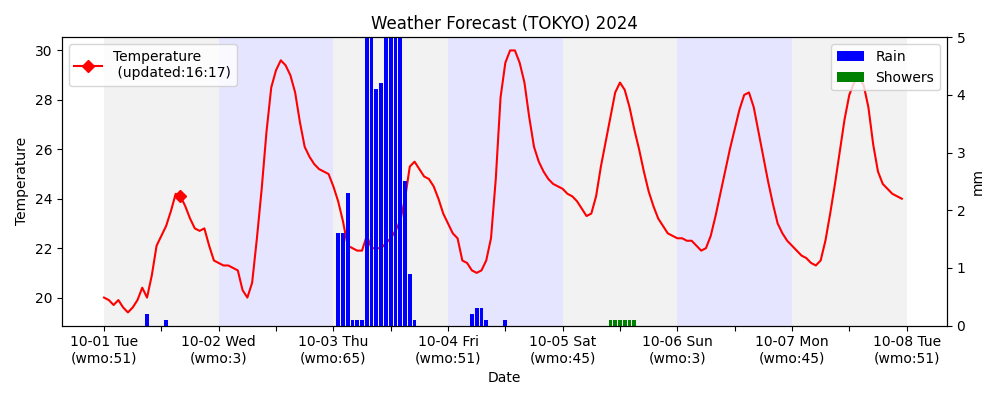 Weather Forecast (TOKYO) 2024
Temperature
(updated:16:17)
Rain
Showers
30
28
26
24
22
20
Temperature
5
4
3
2
1
0
mm
10-01 Tue
(wmo:51)
10-02 Wed
(wmo:3)
10-03 Thu
(wmo:65)
10-04 Fri
(wmo:51)
10-05 Sat
(wmo:45)
10-06 Sun
(wmo:3)
10-07 Mon
(wmo:45)
10-08 Tue
(wmo:51)
Date